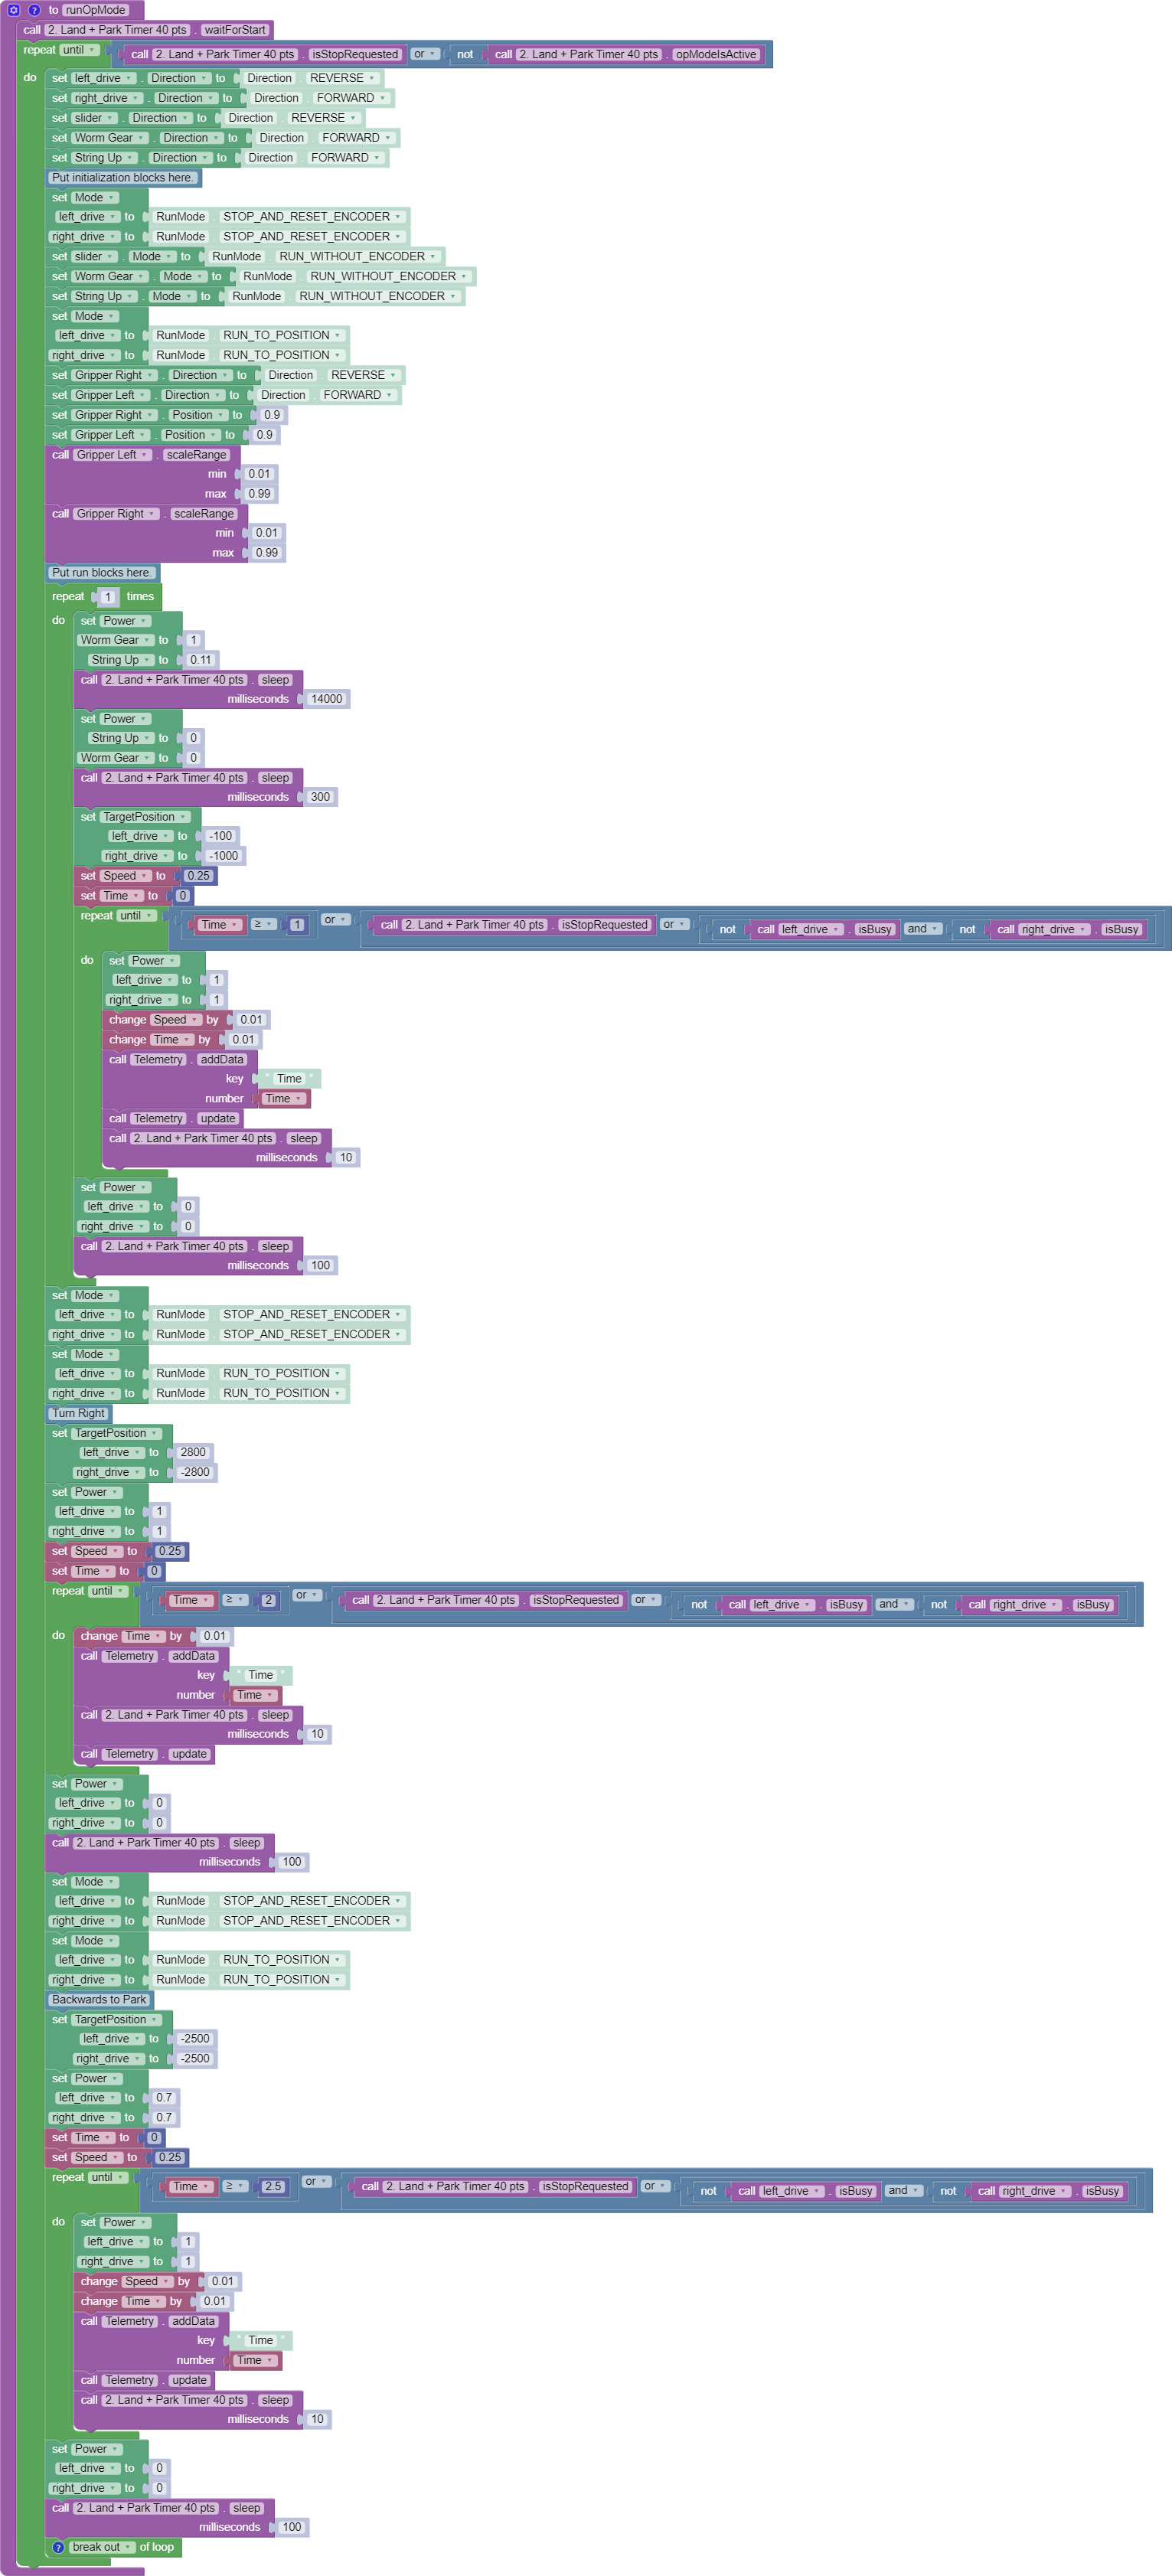 to runOpMode
call 2. Land + Park Timer 40 pts . waitForStart
repeat until call 2. Land + Park Timer 40 pts . isStopRequested or not call 2. Land + Park Timer 40 pts . opModeIsActive
do set left_drive . Direction to Direction . REVERSE
set right_drive . Direction to Direction . FORWARD
set slider . Direction to Direction . REVERSE
set Worm Gear . Direction to Direction . FORWARD
set String Up . Direction to Direction . FORWARD
Put initialization blocks here.
set Mode
left_drive to RunMode . STOP_AND_RESET_ENCODER
right_drive to RunMode . STOP_AND_RESET_ENCODER
set slider . Mode to RunMode . RUN_WITHOUT_ENCODER
set Worm Gear . Mode to RunMode . RUN_WITHOUT_ENCODER
set String Up . Mode to RunMode . RUN_WITHOUT_ENCODER
set Mode
left_drive to RunMode . RUN_TO_POSITION
right_drive to RunMode . RUN_TO_POSITION
set Gripper Right . Direction to Direction . REVERSE
set Gripper Left . Direction to Direction . FORWARD
set Gripper Right . Position to 0.9
set Gripper Left . Position to 0.9
call Gripper Left . scaleRange
min 0.01
max 0.99
call Gripper Right . scaleRange
min 0.01
max 0.99
Put run blocks here.
repeat 1 times
do set Power
Worm Gear to 1
String Up to 0.11
call 2. Land + Park Timer 40 pts . sleep
milliseconds 14000
set Power
String Up to 0
Worm Gear to 0
call 2. Land + Park Timer 40 pts . sleep
milliseconds 300
set TargetPosition
left_drive to -100
right_drive to -1000
set Speed to 0.25
set Time to 0
repeat until Time ≥ 1 or call 2. Land + Park Timer 40 pts . isStopRequested or not call left_drive . isBusy and not call right_drive . isBusy
do set Power
left_drive to 1
right_drive to 1
change Speed by 0.01
change Time by 0.01
call Telemetry . addData
key " Time "
number Time
call Telemetry . update
call 2. Land + Park Timer 40 pts . sleep
milliseconds 10
set Power
left_drive to 0
right_drive to 0
call 2. Land + Park Timer 40 pts . sleep
milliseconds 100
set Mode
left_drive to RunMode . STOP_AND_RESET_ENCODER
right_drive to RunMode . STOP_AND_RESET_ENCODER
set Mode
left_drive to RunMode . RUN_TO_POSITION
right_drive to RunMode . RUN_TO_POSITION
Turn Right
set TargetPosition
left_drive to 2800
right_drive to -2800
set Power
left_drive to 1
right_drive to 1
set Speed to 0.25
set Time to 0
repeat until Time ≥ 2 or call 2. Land + Park Timer 40 pts . isStopRequested or not call left_drive . isBusy and not call right_drive . isBusy
do change Time by 0.01
call Telemetry . addData
key " Time "
number Time
call 2. Land + Park Timer 40 pts . sleep
milliseconds 10
call Telemetry . update
set Power
left_drive to 0
right_drive to 0
call 2. Land + Park Timer 40 pts . sleep
milliseconds 100
set Mode
left_drive to RunMode . STOP_AND_RESET_ENCODER
right_drive to RunMode . STOP_AND_RESET_ENCODER
set Mode
left_drive to RunMode . RUN_TO_POSITION
right_drive to RunMode . RUN_TO_POSITION
Backwards to Park
set TargetPosition
left_drive to -2500
right_drive to -2500
set Power
left_drive to 0.7
right_drive to 0.7
set Time to 0
set Speed to 0.25
repeat until Time ≥ 2.5 or call 2. Land + Park Timer 40 pts . isStopRequested or not call left_drive . isBusy and not call right_drive . isBusy
do set Power
left_drive to 1
right_drive to 1
change Speed by 0.01
change Time by 0.01
call Telemetry . addData
key " Time "
number Time
call Telemetry . update
call 2. Land + Park Timer 40 pts . sleep
milliseconds 10
set Power
left_drive to 0
right_drive to 0
call 2. Land + Park Timer 40 pts . sleep
milliseconds 100
? break out of loop